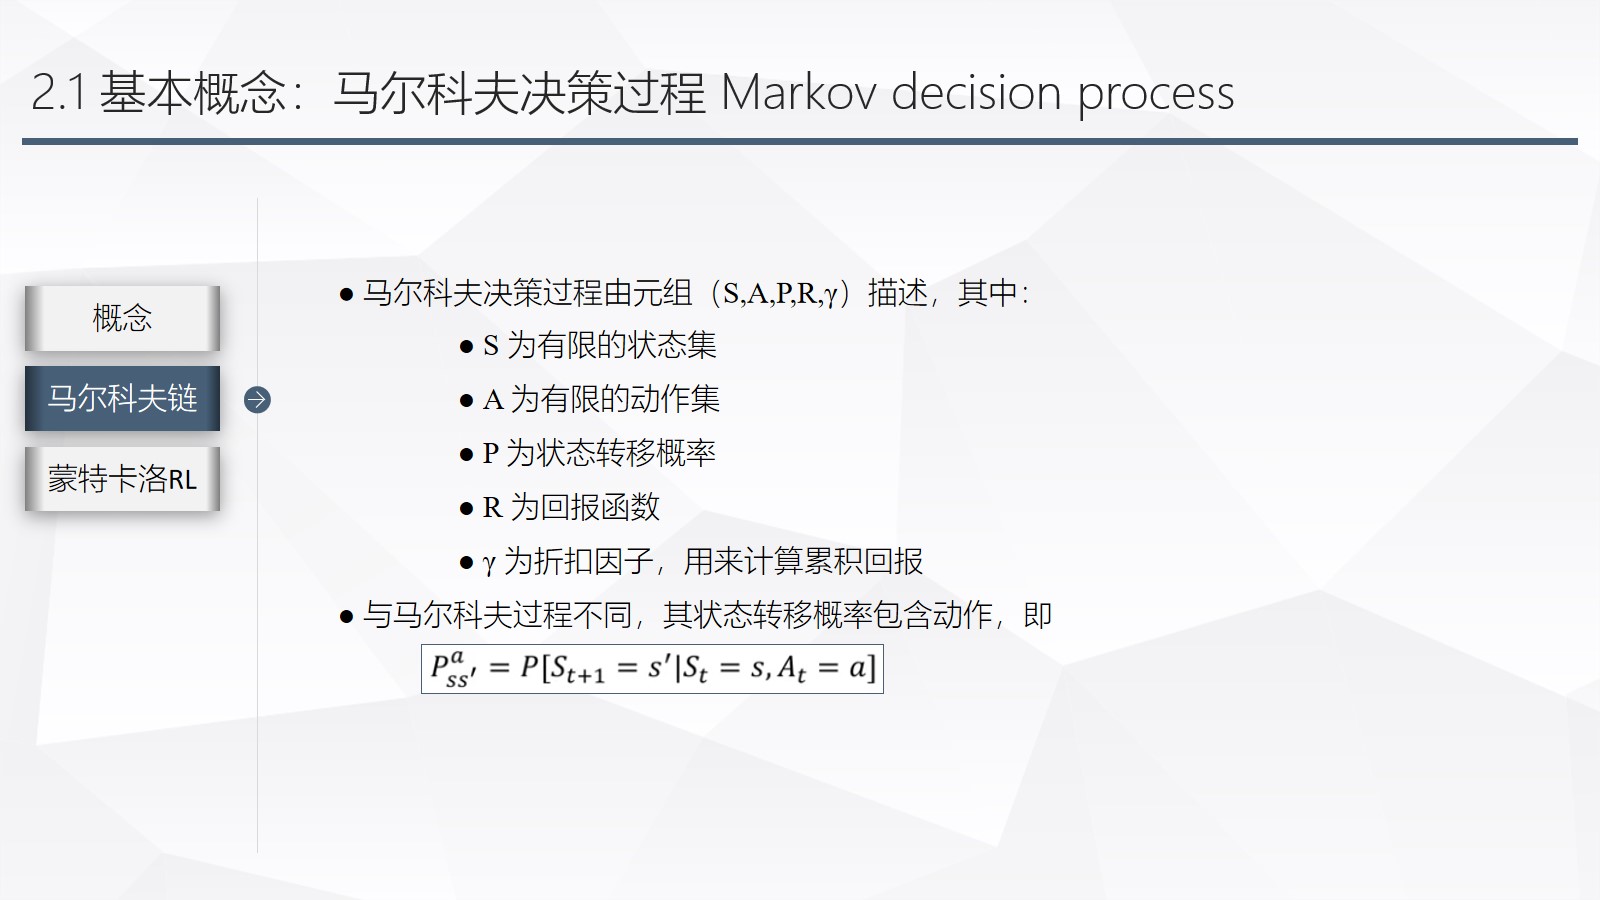 2.1 基本概念：马尔科夫决策过程 Markov decision process
概念
马尔科夫链
蒙特卡洛RL
● 马尔科夫决策过程由元组（S,A,P,R,γ）描述，其中：
● S 为有限的状态集
● A 为有限的动作集
● P 为状态转移概率
● R 为回报函数
● γ 为折扣因子，用来计算累积回报
● 与马尔科夫过程不同，其状态转移概率包含动作，即
$P_{ss'}^{a} = P[S_{t+1} = s'|S_t = s, A_t = a]$